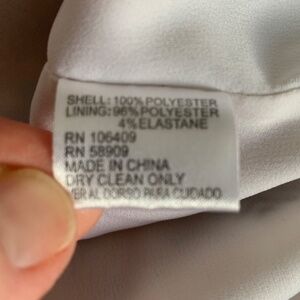 SHELL: 100% POLYESTER
LINING: 96% POLYESTER
4% ELASTANE
RN 106409
RN 58909
MADE IN CHINA
DRY CLEAN ONLY
VER AL DORSO PARA CUIDADO